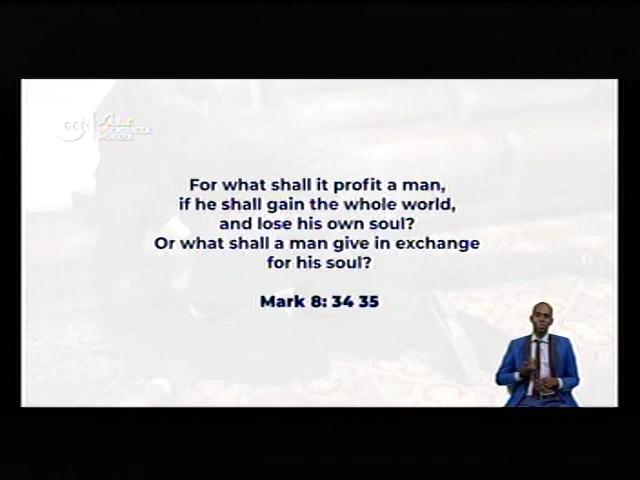 For what shall it profit a man,
if he shall gain the whole world,
and lose his own soul?
Or what shall a man give in exchange
for his soul?
Mark 8: 34 35